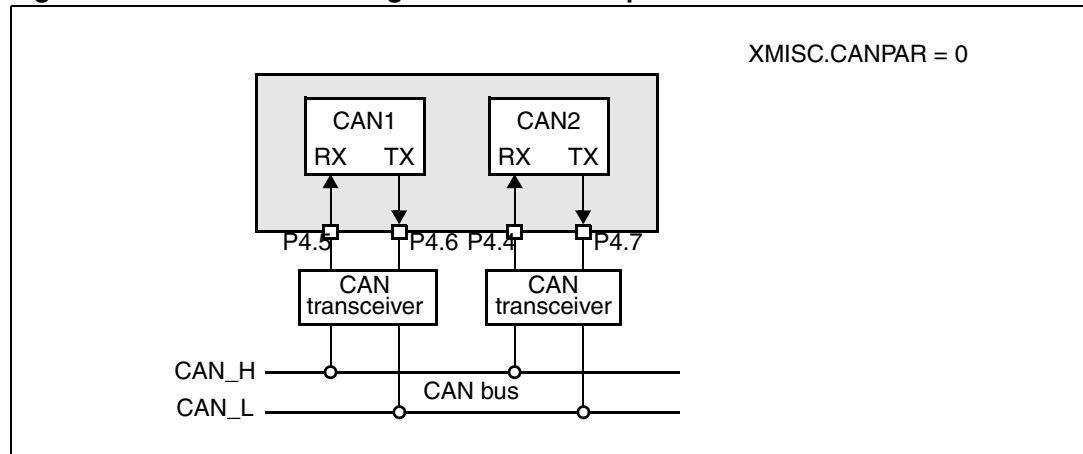 XMISC.CANPAR = 0
CAN1 CAN2
RX TX RX TX
P4.5 P4.6 P4.4 P4.7
CAN transceiver
CAN transceiver
CAN_H
CAN bus
CAN_L